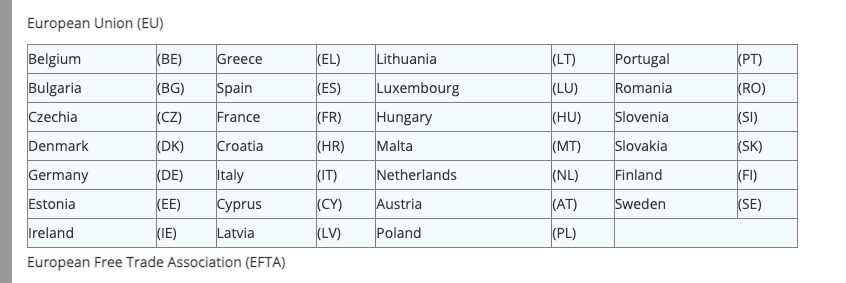 European Union (EU)
Belgium (BE) Greece (EL) Lithuania (LT) Portugal (PT)
Bulgaria (BG) Spain (ES) Luxembourg (LU) Romania (RO)
Czechia (CZ) France (FR) Hungary (HU) Slovenia (SI)
Denmark (DK) Croatia (HR) Malta (MT) Slovakia (SK)
Germany (DE) Italy (IT) Netherlands (NL) Finland (FI)
Estonia (EE) Cyprus (CY) Austria (AT) Sweden (SE)
Ireland (IE) Latvia (LV) Poland (PL)
European Free Trade Association (EFTA)